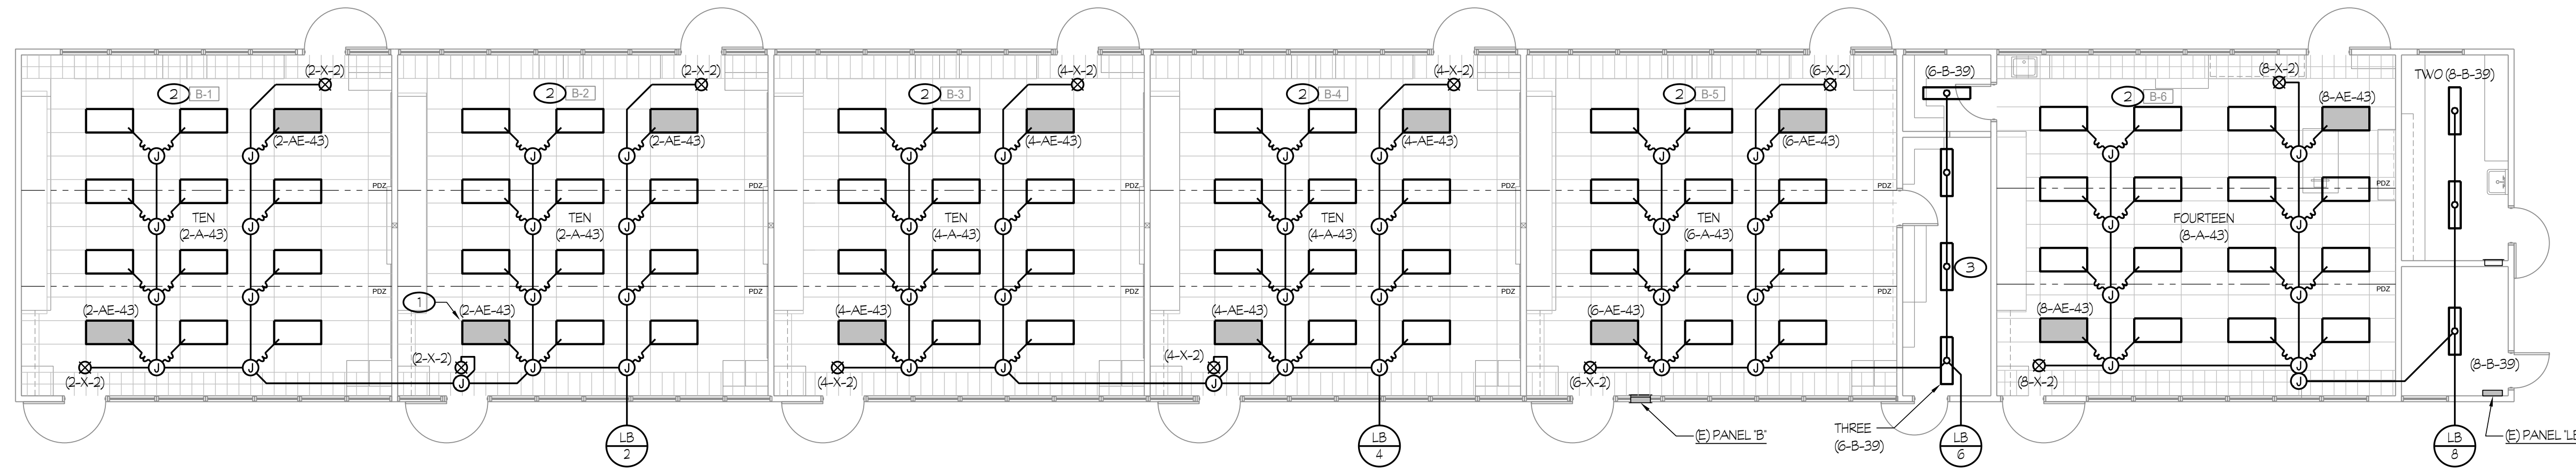 (2-X-2)
2 B-1
(2-AE-43)
PDZ
TEN
(2-A-43)
PDZ
(2-AE-43)
(2-X-2)
J
J
J
J
J
J
J
J
(2-X-2)
2 B-2
(2-AE-43)
PDZ
TEN
(2-A-43)
PDZ
1
(2-AE-43)
(2-X-2)
J
J
J
J
J
J
J
J
J
LB
2
(4-X-2)
2 B-3
(4-AE-43)
PDZ
TEN
(4-A-43)
PDZ
(4-AE-43)
(4-X-2)
J
J
J
J
J
J
J
J
(4-X-2)
2 B-4
(4-AE-43)
PDZ
TEN
(4-A-43)
PDZ
(4-AE-43)
(4-X-2)
J
J
J
J
J
J
J
J
J
LB
4
(6-X-2)
2 B-5
(6-AE-43)
PDZ
TEN
(6-A-43)
PDZ
(6-AE-43)
(6-X-2)
J
J
J
J
J
J
J
J
(E) PANEL "B"
(6-B-39)
3
THREE
(6-B-39)
LB
6
(8-X-2)
2 B-6
(8-AE-43)
PDZ
FOURTEEN
(8-A-43)
PDZ
(8-AE-43)
(8-X-2)
J
J
J
J
J
J
J
J
J
TWO (8-B-39)
(8-B-39)
LB
8
(E) PANEL